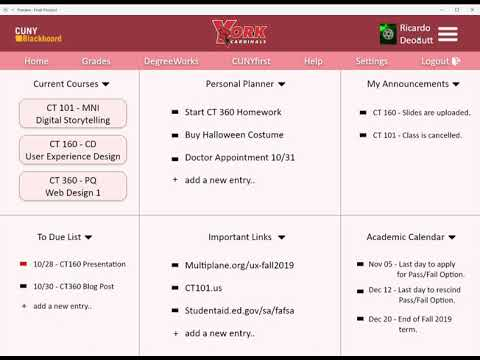 Preview - Final Product
CUNY
Blackboard
YORK
CARDINALS
Ricardo
Deo0utt
Home
Grades
DegreeWorks
CUNYfirst
Help
Settings
Logout
Current Courses
CT 101 - MNI
Digital Storytelling
CT 160 - CD
User Experience Design
CT 360 - PQ
Web Design 1
Personal Planner
Start CT 360 Homework
Buy Halloween Costume
Doctor Appointment 10/31
+ add a new entry..
My Announcements
CT 160 - Slides are uploaded.
CT 101 - Class is cancelled.
To Due List
10/28 - CT160 Presentation
10/30 - CT360 Blog Post
+ add a new entry..
Important Links
Multiplane.org/ux-fall2019
CT101.us
Studentaid.ed.gov/sa/fafsa
+ add a new entry..
Academic Calendar
Nov 05 - Last day to apply
for Pass/Fail Option.
Dec 12 - Last day to rescind
Pass/Fail Option.
Dec 20 - End of Fall 2019
term.